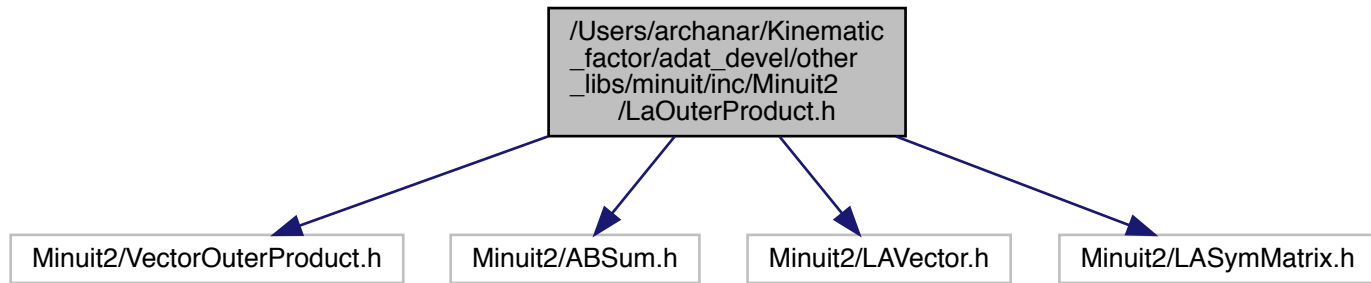 /Users/archanar/Kinematic
_factor/adat_devel/other
_libs/minuit/inc/Minuit2
/LaOuterProduct.h
Minuit2/VectorOuterProduct.h
Minuit2/ABSum.h
Minuit2/LAVector.h
Minuit2/LASymMatrix.h